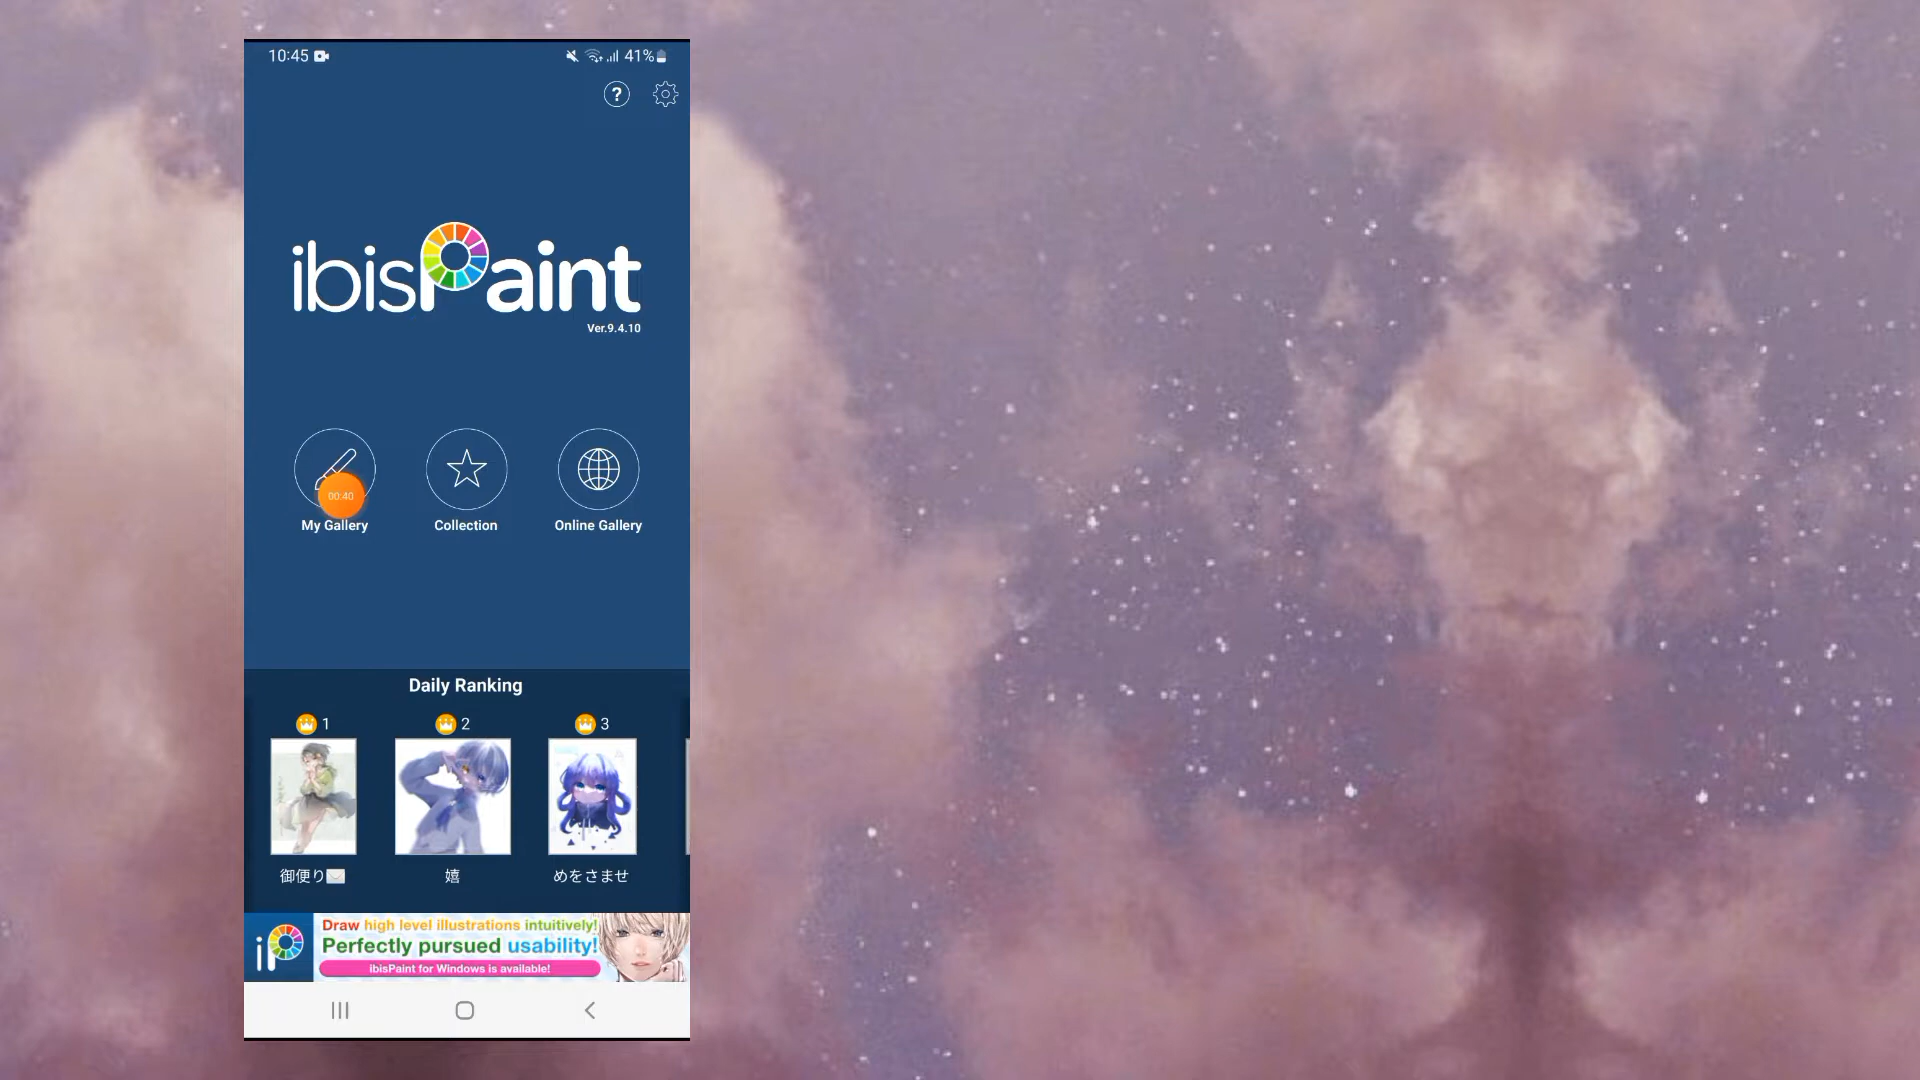 10:45 41%
?
ibisPaint
Ver.9.4.10
00:40
My Gallery Collection Online Gallery
Daily Ranking
1 2 3
御便り✉️ 嬉 めをさませ
iP
Draw high level illustrations intuitively!
Perfectly pursued usability!
ibisPaint for Windows is available!